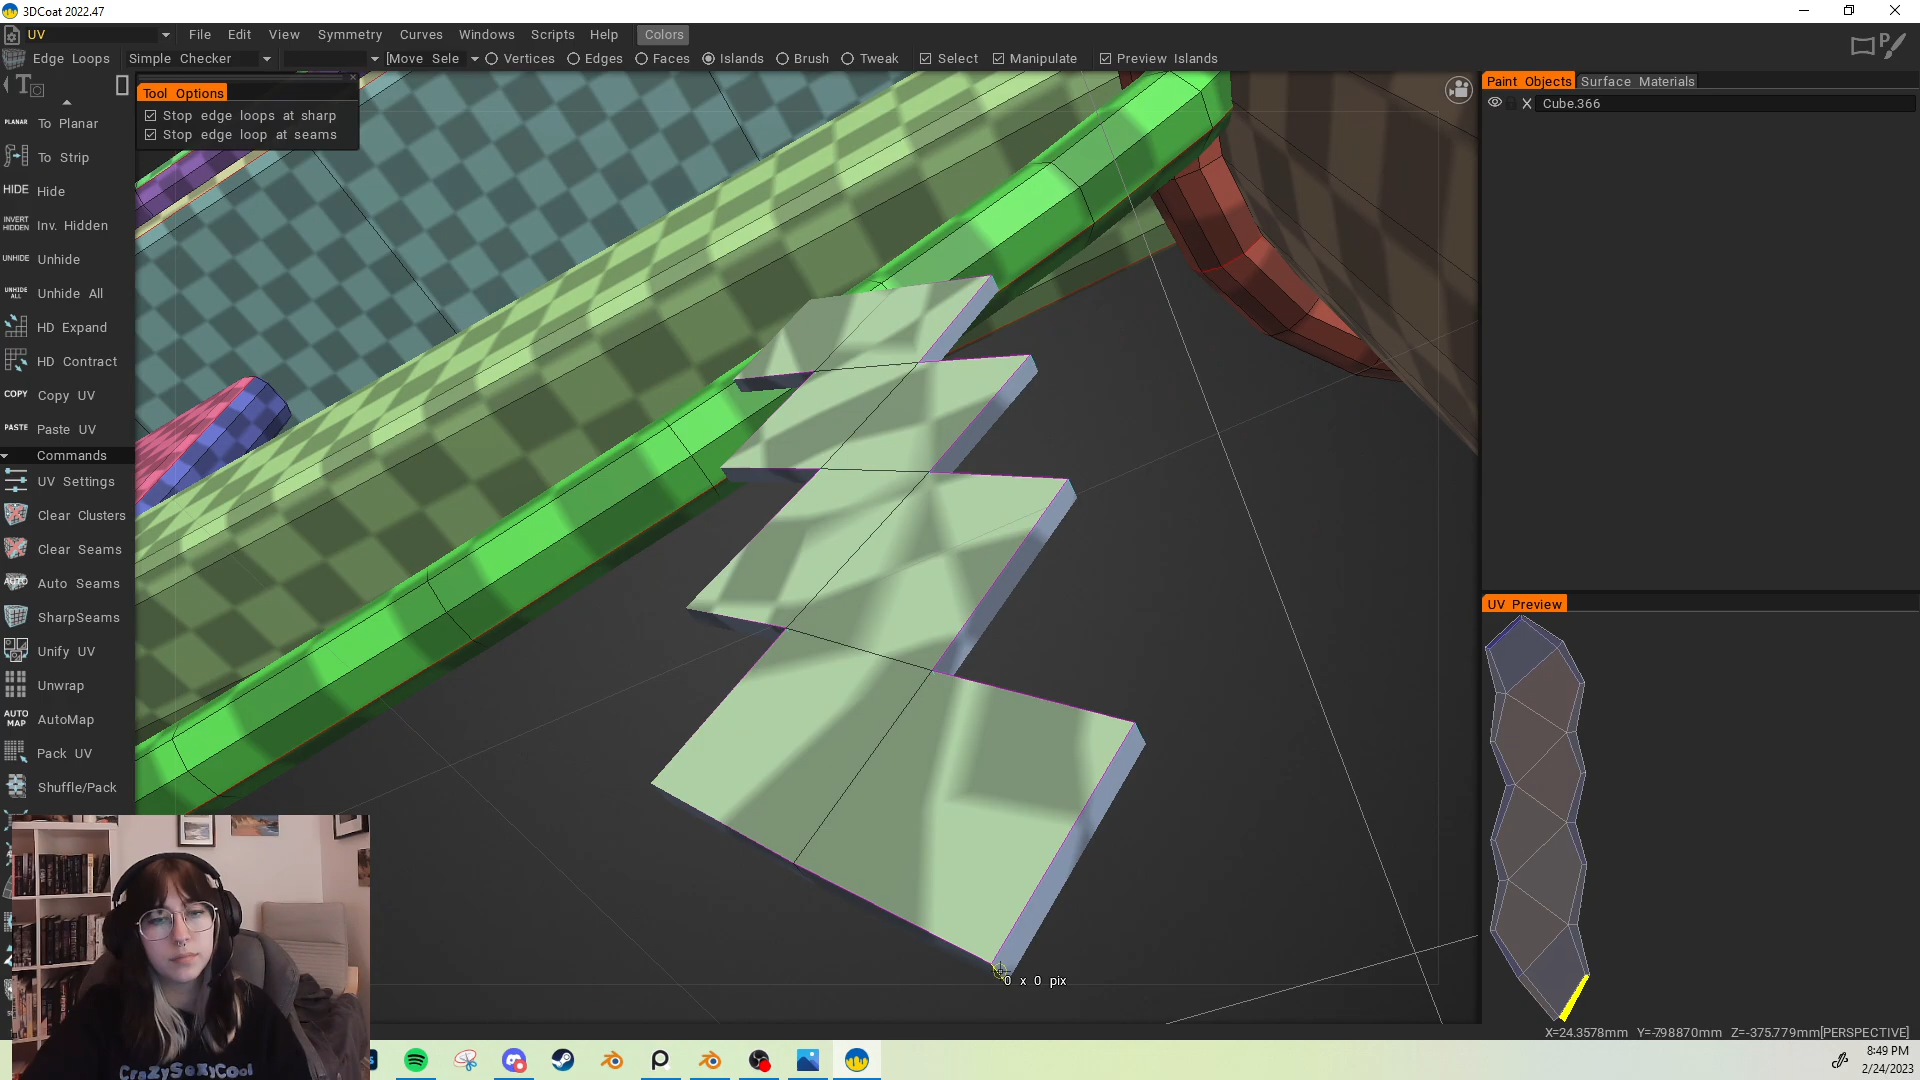 3DCoat 2022.47
UV
File Edit View Symmetry Curves Windows Scripts Help Colors
Edge Loops Simple Checker [Move Sele Vertices Edges Faces Islands Brush Tweak Select Manipulate Preview Islands
Tool Options
Stop edge loops at sharp
Stop edge loop at seams
PLANAR To Planar
To Strip
HIDE Hide
INVERT HIDDEN Inv. Hidden
UNHIDE Unhide
UNHIDE ALL Unhide All
HD Expand
HD Contract
COPY Copy UV
PASTE Paste UV
Commands
UV Settings
Clear Clusters
Clear Seams
AUTO Auto Seams
SharpSeams
Unify UV
Unwrap
AUTO MAP AutoMap
Pack UV
Shuffle/Pack
Paint Objects Surface Materials
Cube.366
UV Preview
0 x 0 pix
X=24.3578mm Y=-798870mm Z=-375.779mm[PERSPECTIVE]
CraZySeXyCool
8:49 PM
2/24/2023